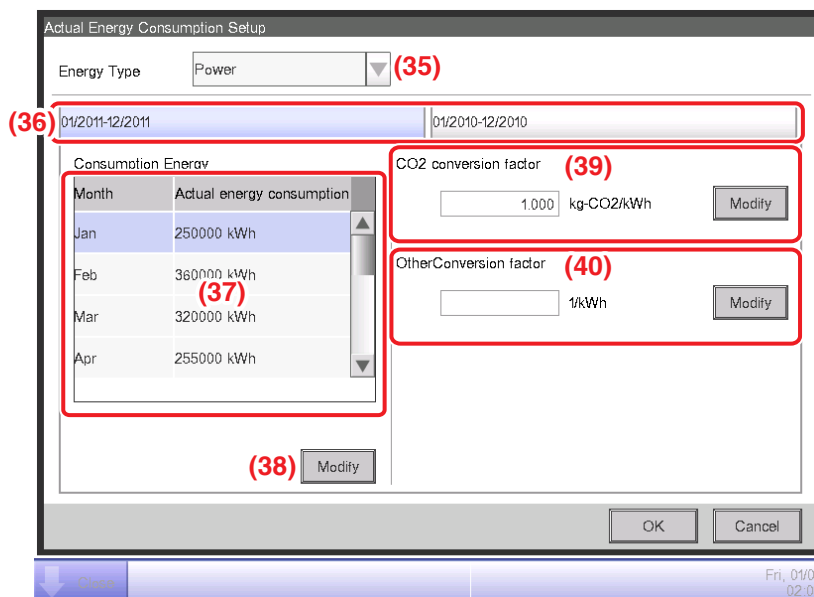 Actual Energy Consumption Setup
Energy Type Power (35)
(36) 01/2011-12/2011 01/2010-12/2010
Consumption Energy
Month Actual energy consumption
Jan 250000 kWh
Feb 360000 kWh
(37)
Mar 320000 kWh
Apr 255000 kWh
(38) Modify
CO2 conversion factor (39)
1.000 kg-CO2/kWh Modify
OtherConversion factor (40)
1/kWh Modify
OK Cancel
Fri, 01/0
02:0